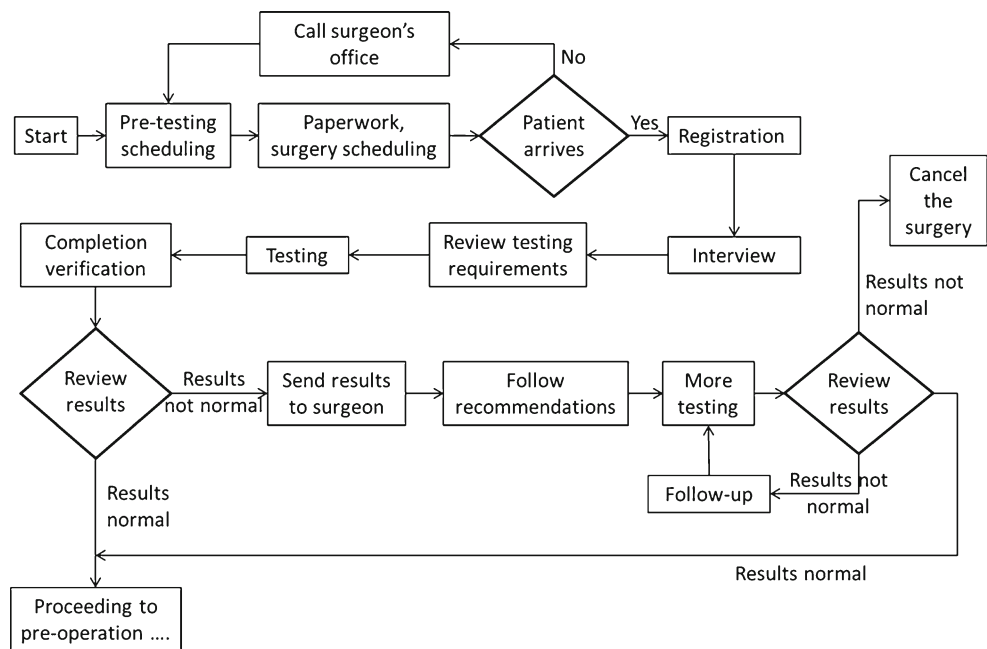 Call surgeon's
office
No
Start
Pre-testing
scheduling
Paperwork,
surgery scheduling
Patient
arrives
Yes
Registration
Cancel
the
surgery
Completion
verification
Testing
Review testing
requirements
Interview
Results not
normal
Review
results
Results
not normal
Send results
to surgeon
Follow
recommendations
More
testing
Review
results
Follow-up
Results not
normal
Results
normal
Results normal
Proceeding to
pre-operation ....